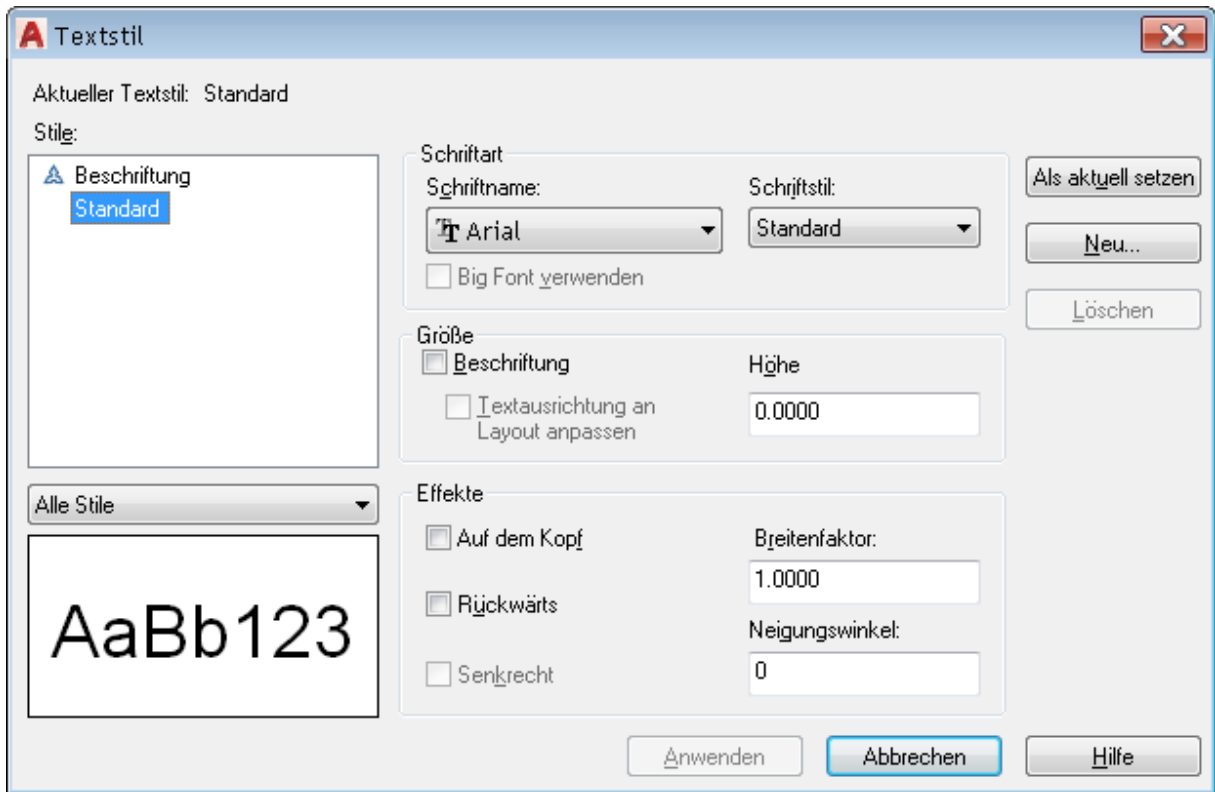 Textstil
Aktueller Textstil: Standard
Stile:
Beschriftung
Standard
Alle Stile
AaBb123
Schriftart
Schriftname:
Schriftstil:
Arial
Standard
Big Font verwenden
Größe
Beschriftung
Höhe
Textausrichtung an
Layout anpassen
0.0000
Effekte
Auf dem Kopf
Breitenfaktor:
1.0000
Rückwärts
Neigungswinkel:
Senkrecht
0
Als aktuell setzen
Neu...
Löschen
Anwenden
Abbrechen
Hilfe